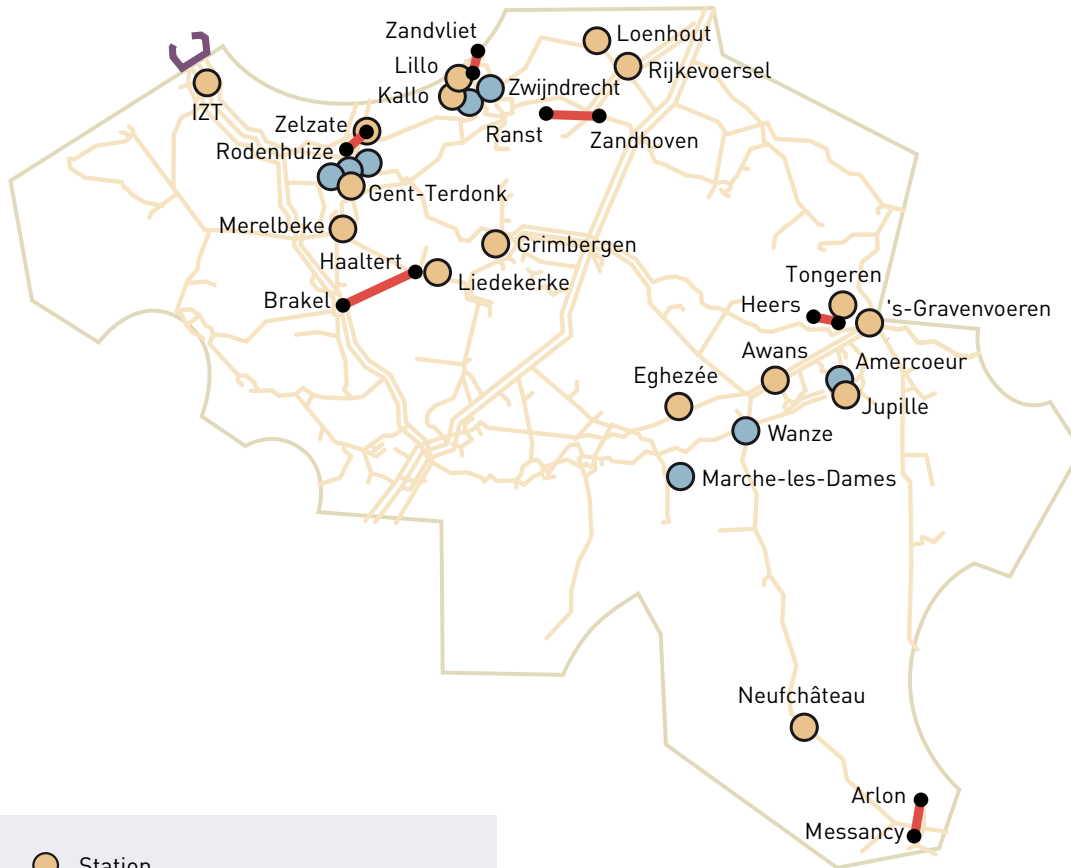 Zandvliet
Loenhout
Lillo
Rijkevoersel
Kallo
Zwijndrecht
IZT
Zelzate
Ranst
Zandhoven
Rodenhuize
Gent-Terdonk
Merelbeke
Grimbergen
Haaltert
Liedekerke
Brakel
Tongeren
Heers
's-Gravenvoeren
Awans
Amercoeur
Eghezée
Jupille
Wanze
Marche-les-Dames
Neufchâteau
Arlon
Messancy
Station